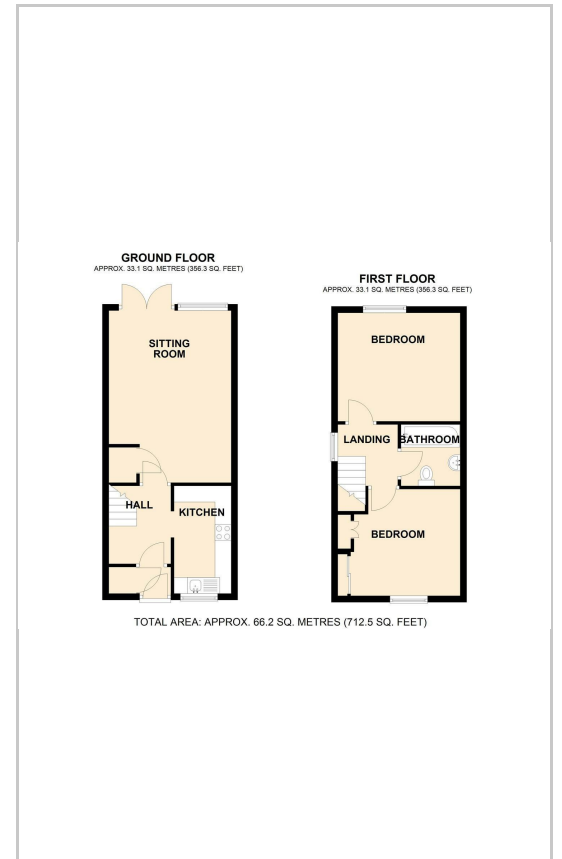 GROUND FLOOR
APPROX. 33.1 SQ. METRES (356.3 SQ. FEET)
SITTING
ROOM
HALL
KITCHEN
FIRST FLOOR
APPROX. 33.1 SQ. METRES (356.3 SQ. FEET)
BEDROOM
LANDING
BATHROOM
BEDROOM
TOTAL AREA: APPROX. 66.2 SQ. METRES (712.5 SQ. FEET)